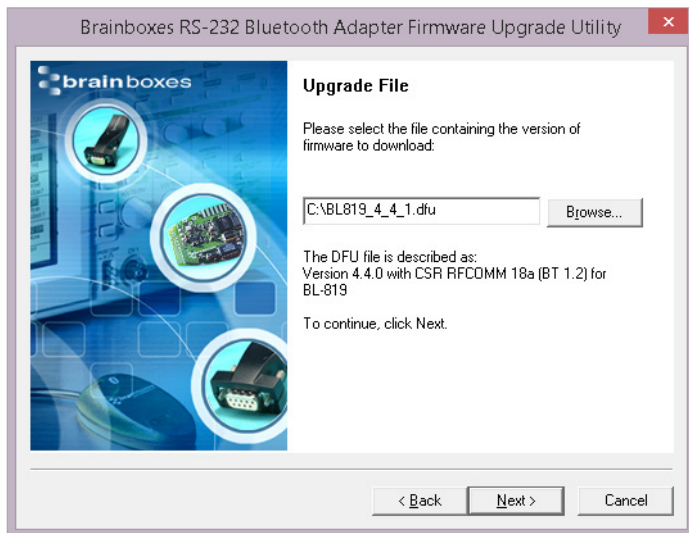 Brainboxes RS-232 Bluetooth Adapter Firmware Upgrade Utility
brainboxes
Upgrade File
Please select the file containing the version of
firmware to download:
C:\BL819_4_4_1.dfu
Browse...
The DFU file is described as:
Version 4.4.0 with CSR RFCOMM 18a (BT 1.2) for
BL-819
To continue, click Next.
< Back
Next >
Cancel